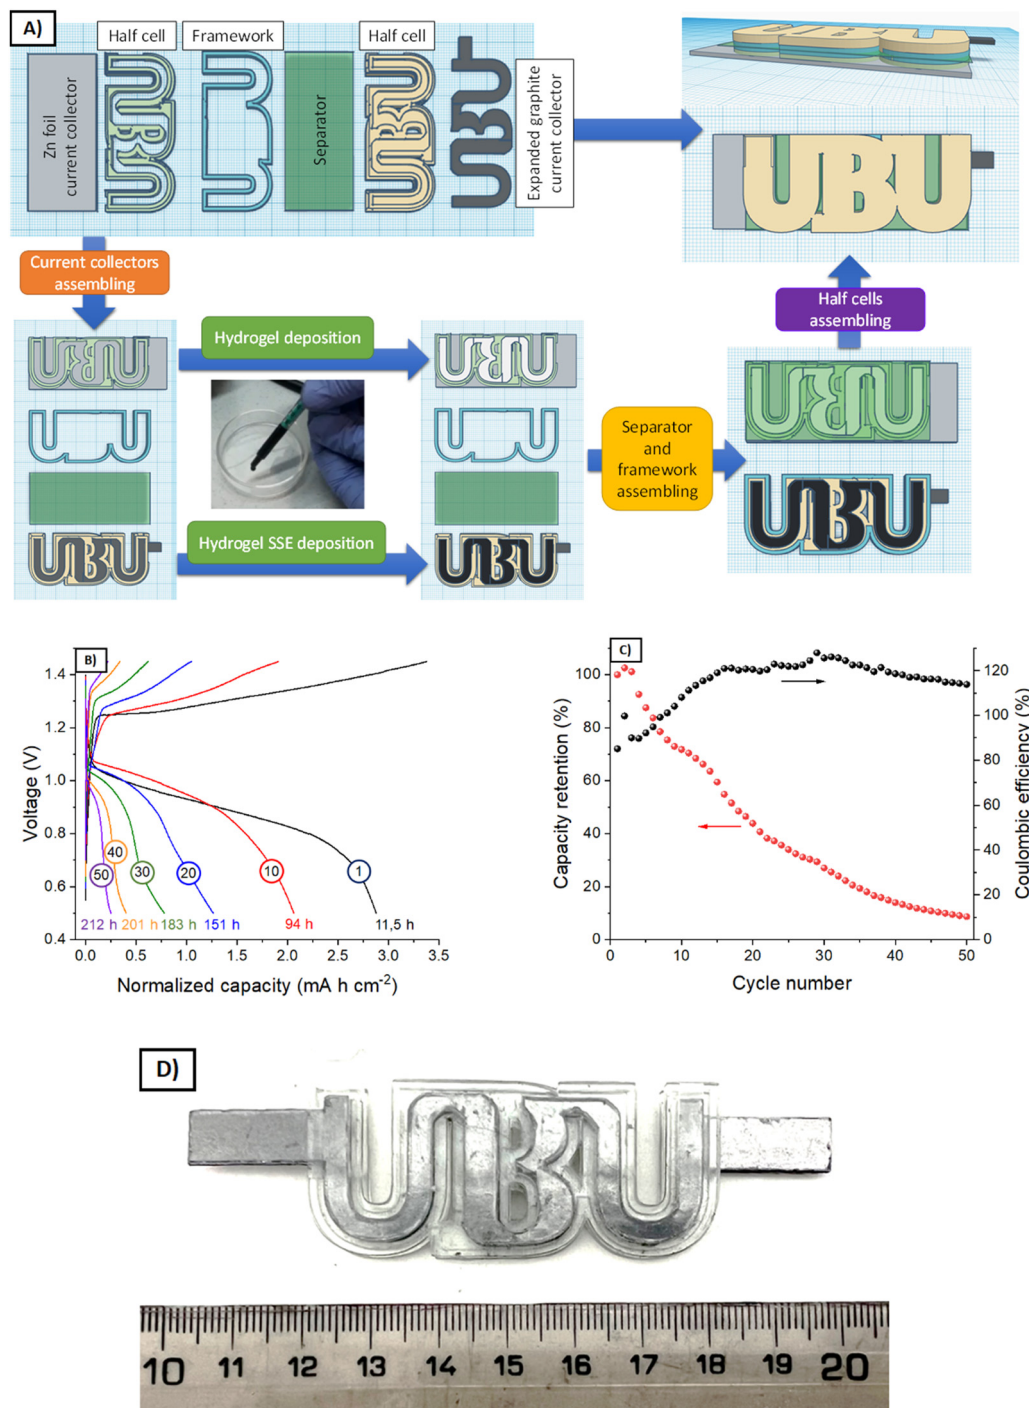 A)
Half cell
Framework
Half cell
Zn foil
current collector
Separator
Expanded graphite
current collector
Current collectors
assembling
Hydrogel deposition
Hydrogel SSE deposition
Separator
and
framework
assembling
Half cells
assembling
UBU
B)
1.4
1.2
1.0
0.8
0.6
0.4
Voltage (V)
50
40
30
20
10
1
212 h
201 h
183 h
151 h
94 h
11,5 h
0.0
0.5
1.0
1.5
2.0
2.5
3.0
3.5
Normalized capacity (mA h cm⁻²)
C)
100
80
60
40
20
0
Capacity retention (%)
120
100
80
60
40
20
0
Coulombic efficiency (%)
0
10
20
30
40
50
Cycle number
D)
UBU
10 11 12 13 14 15 16 17 18 19 20